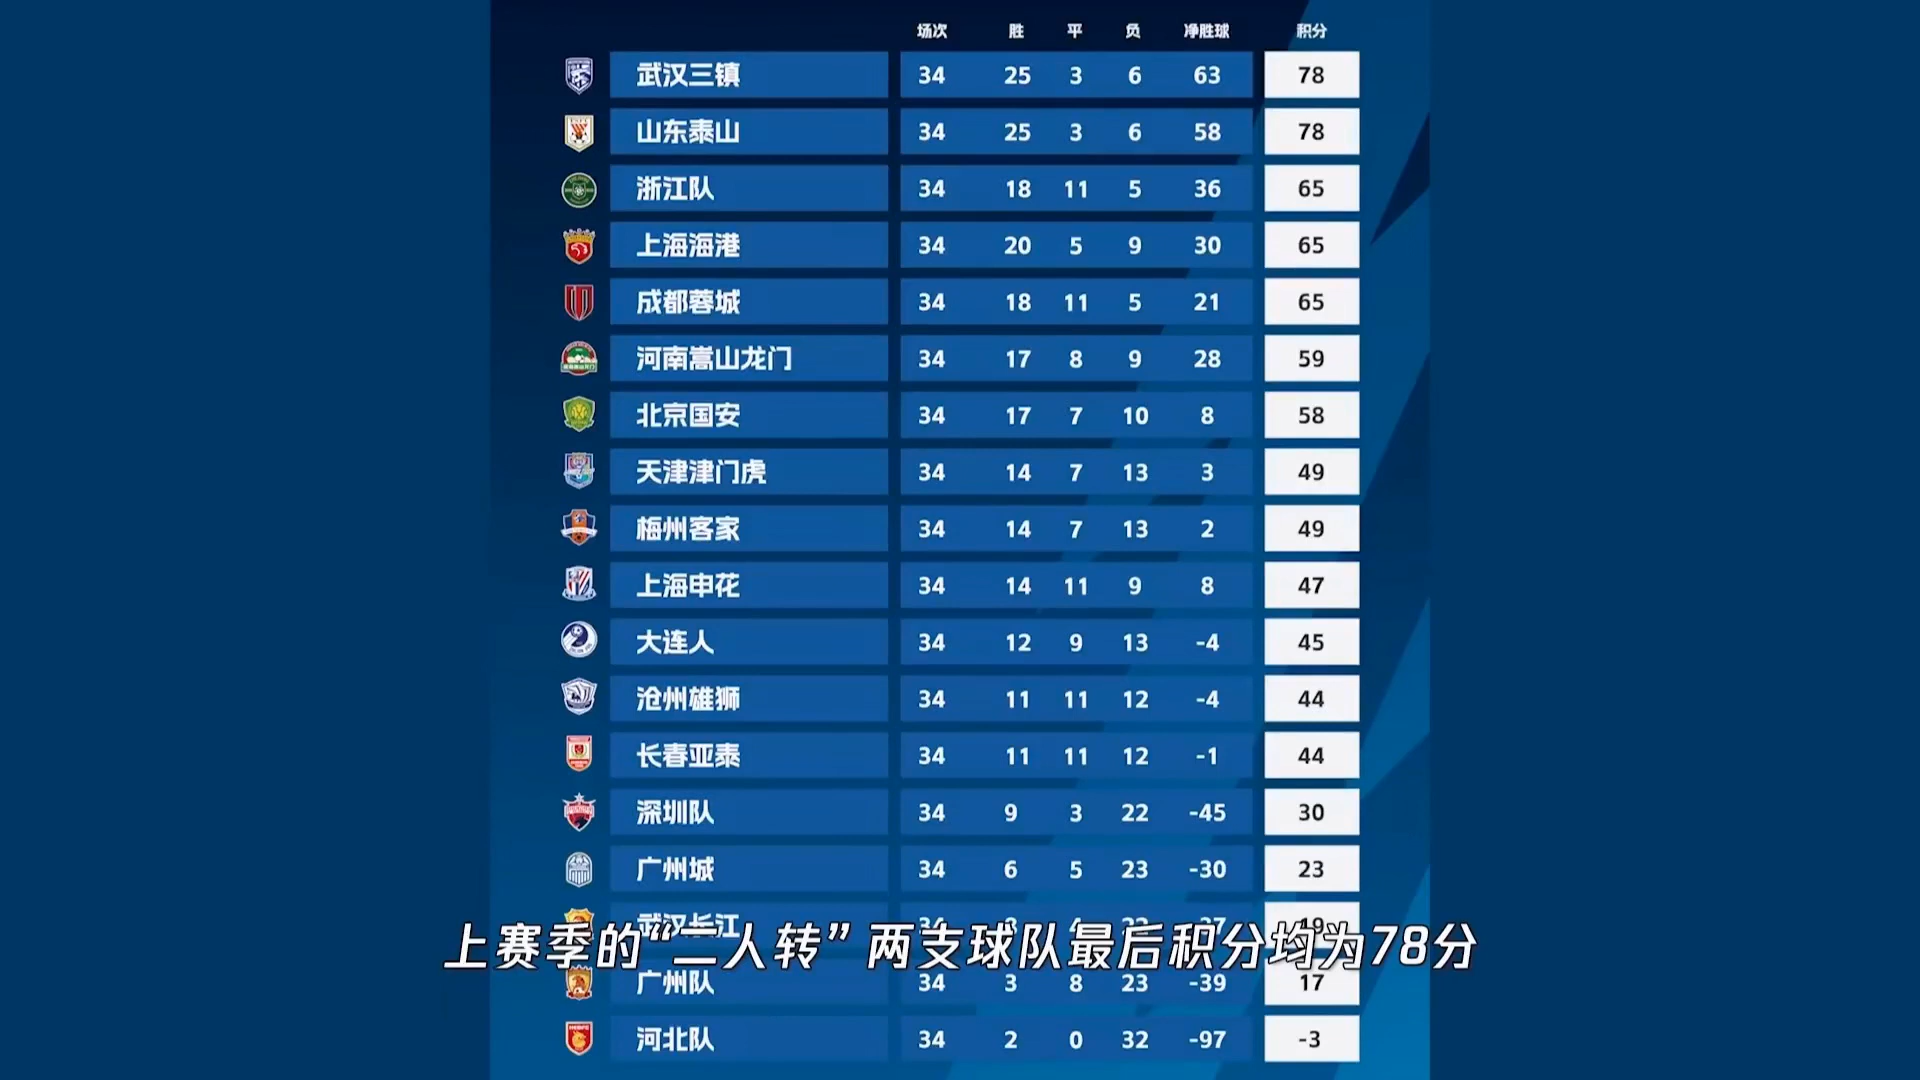 场次 胜 平 负 净胜球 积分
武汉三镇 34 25 3 6 63 78
山东泰山 34 25 3 6 58 78
浙江队 34 18 11 5 36 65
上海海港 34 20 5 9 30 65
成都蓉城 34 18 11 5 21 65
河南嵩山龙门 34 17 8 9 28 59
北京国安 34 17 7 10 8 58
天津津门虎 34 14 7 13 3 49
梅州客家 34 14 7 13 2 49
上海申花 34 14 11 9 8 47
大连人 34 12 9 13 -4 45
沧州雄狮 34 11 11 12 -4 44
长春亚泰 34 11 11 12 -1 44
深圳队 34 9 3 22 -45 30
广州城 34 6 5 23 -30 23
武汉长江 34 19
上赛季的“二人转”两支球队最后积分均为78分
广州队 34 3 8 23 -39 17
河北队 34 2 0 32 -97 -3